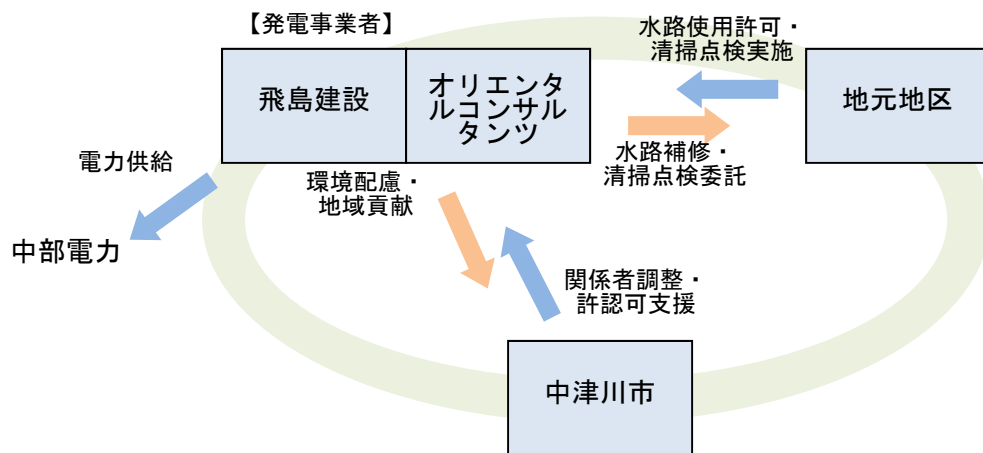 【発電事業者】
飛島建設
オリエンタ
ルコンサル
タンツ
水路使用許可・
清掃点検実施
地元地区
水路補修・
清掃点検委託
電力供給
中部電力
環境配慮・
地域貢献
関係者調整・
許認可支援
中津川市